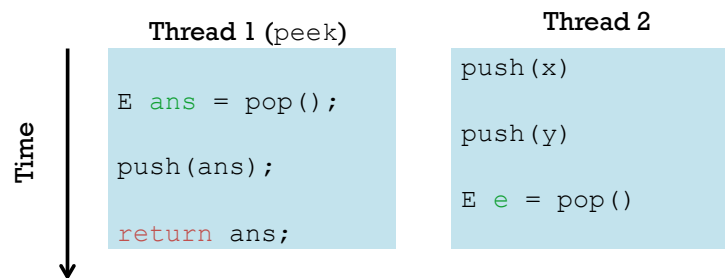 Thread 1 (peek)
Thread 2
Time
E ans = pop();
push(ans);
return ans;
push(x)
push(y)
E e = pop()